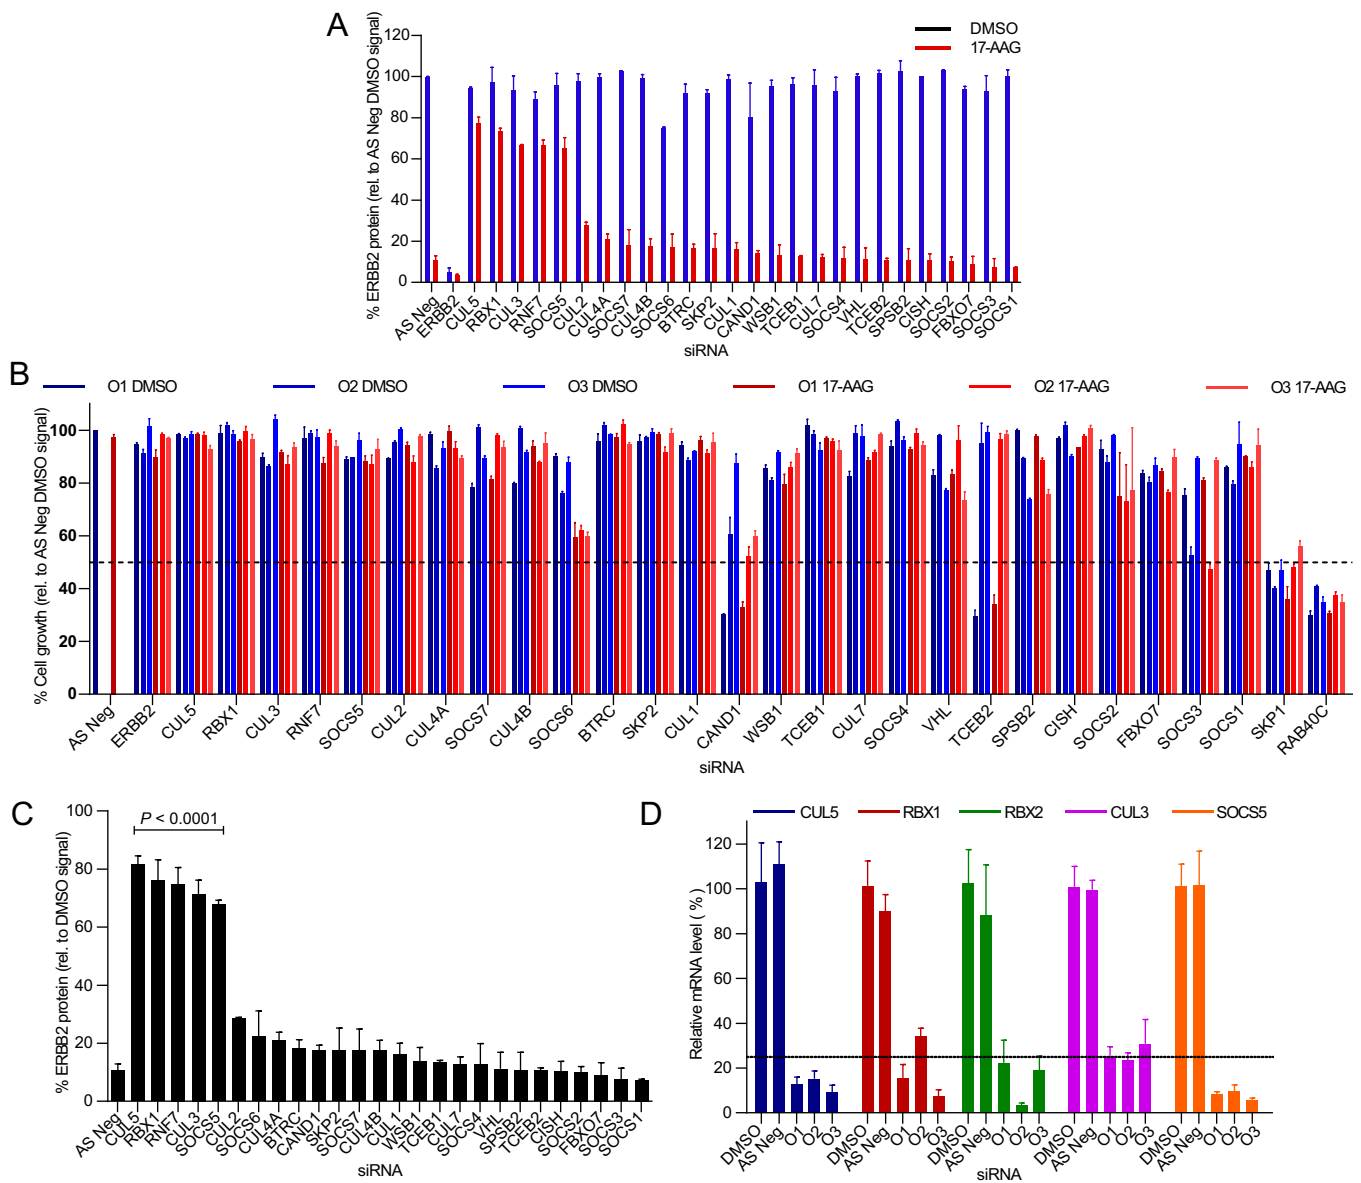 A
% ERBB2 protein (rel. to AS Neg DMSO signal)
120
100
80
60
40
20
0
DMSO
17-AAG
AS Neg ERBB2 CUL5 RBX1 CUL3 RNF7 SOCS5 CUL2 CUL4A SOCS7 CUL4B SOCS6 BTRC SKP2 CUL1 CAND1 WSB1 TCEB1 CUL7 SOCS4 VHL TCEB2 SPSB2 CISH SOCS2 FBXO7 SOCS3 SOCS1
siRNA
B
O1 DMSO O2 DMSO O3 DMSO O1 17-AAG O2 17-AAG O3 17-AAG
% Cell growth (rel. to AS Neg DMSO signal)
100
80
60
40
20
0
AS Neg ERBB2 CUL5 RBX1 CUL3 RNF7 SOCS5 CUL2 CUL4A SOCS7 CUL4B SOCS6 BTRC SKP2 CUL1 CAND1 WSB1 TCEB1 CUL7 SOCS4 VHL TCEB2 SPSB2 CISH SOCS2 FBXO7 SOCS3 SOCS1 SKP1 RAB40C
siRNA
C
% ERBB2 protein (rel. to DMSO signal)
100
80
60
40
20
0
P < 0.0001
AS Neg CUL5 RBX1 RNF7 CUL3 SOCS5 CUL2 SOCS6 CUL4A BTRC CAND1 SKP2 SOCS7 CUL4B CUL1 WSB1 TCEB1 CUL7 SOCS4 VHL SPSB2 TCEB2 CISH SOCS2 FBXO7 SOCS3 SOCS1
siRNA
D
CUL5 RBX1 RBX2 CUL3 SOCS5
Relative mRNA level (%)
120
100
80
60
40
20
0
DMSO AS Neg O1 O2 O3 DMSO AS Neg O1 O2 O3 DMSO AS Neg O1 O2 O3 DMSO AS Neg O1 O2 O3 DMSO AS Neg O1 O2 O3
siRNA